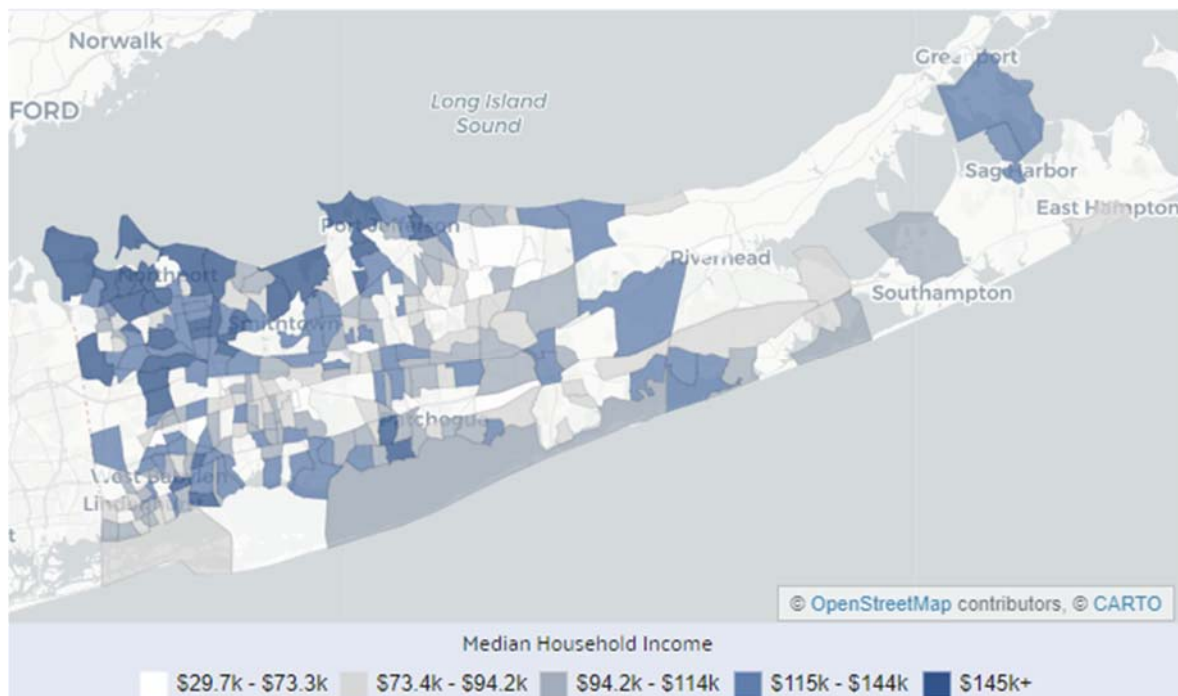 Norwalk
FORD
Long Island
Sound
Greenport
Sag Harbor
East Hampton
Port Jefferson
Northport
Riverhead
Southampton
Smithtown
Patchogue
West Babylon
Lindenhurst
t
© OpenStreetMap contributors, © CARTO
Median Household Income
$29.7k - $73.3k $73.4k - $94.2k $94.2k - $114k $115k - $144k $145k+